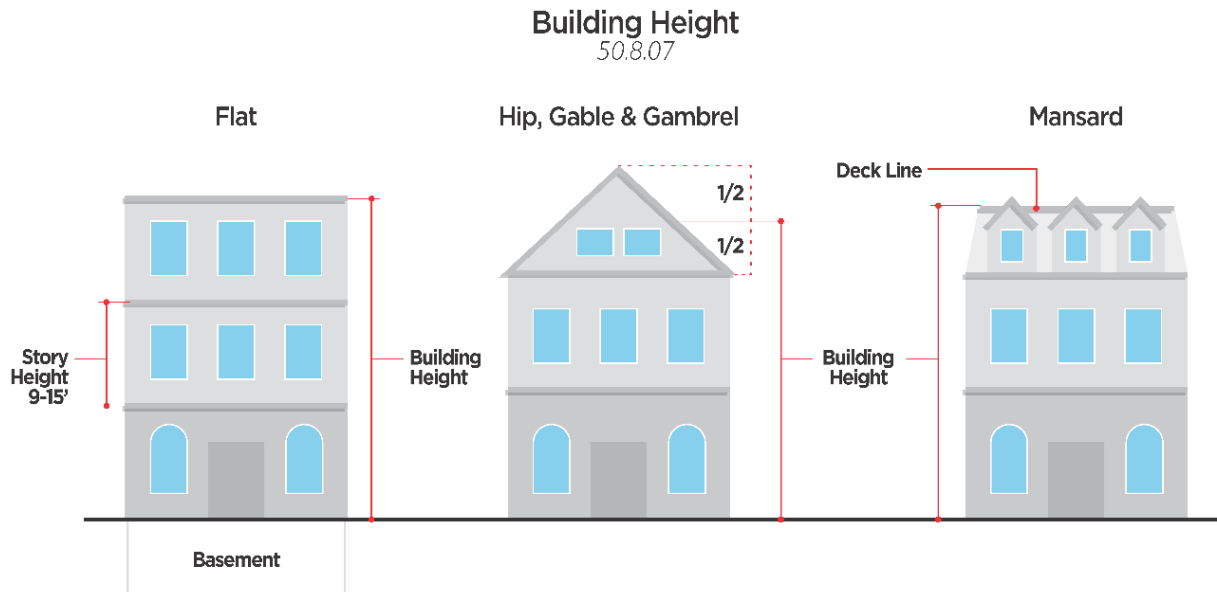 Building Height
50.8.07
Flat
Hip, Gable & Gambrel
Mansard
Deck Line
1/2
1/2
Story
Height
9-15’
Building
Height
Building
Height
Basement